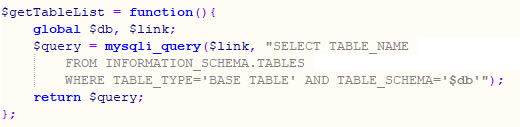 $getTableList = function(){
    global $db, $link;
    $query = mysqli_query($link, "SELECT TABLE_NAME
        FROM INFORMATION_SCHEMA.TABLES
        WHERE TABLE_TYPE='BASE TABLE' AND TABLE_SCHEMA='$db'");
    return $query;
};